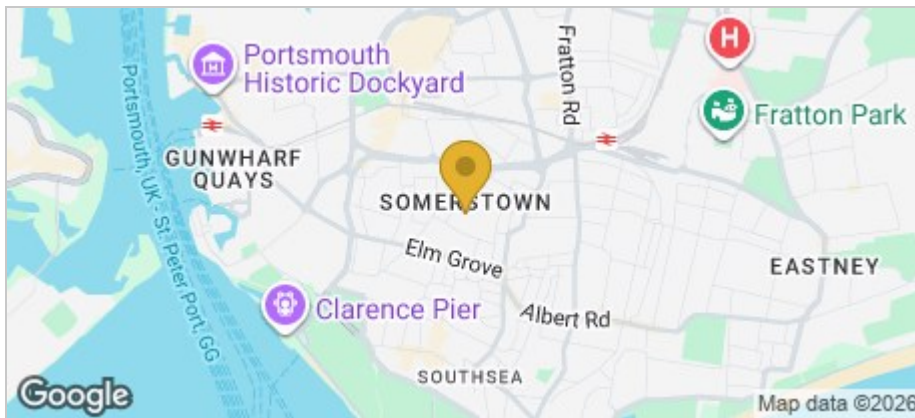 Portsmouth
Historic Dockyard
Fratton Rd
H
Fratton Park
GUNWHARF
QUAYS
SOMERSTOWN
Portsmouth, UK - St. Peter Port, GG
Elm Grove
EASTNEY
Clarence Pier
Albert Rd
SOUTHSEA
Google
Map data ©2026